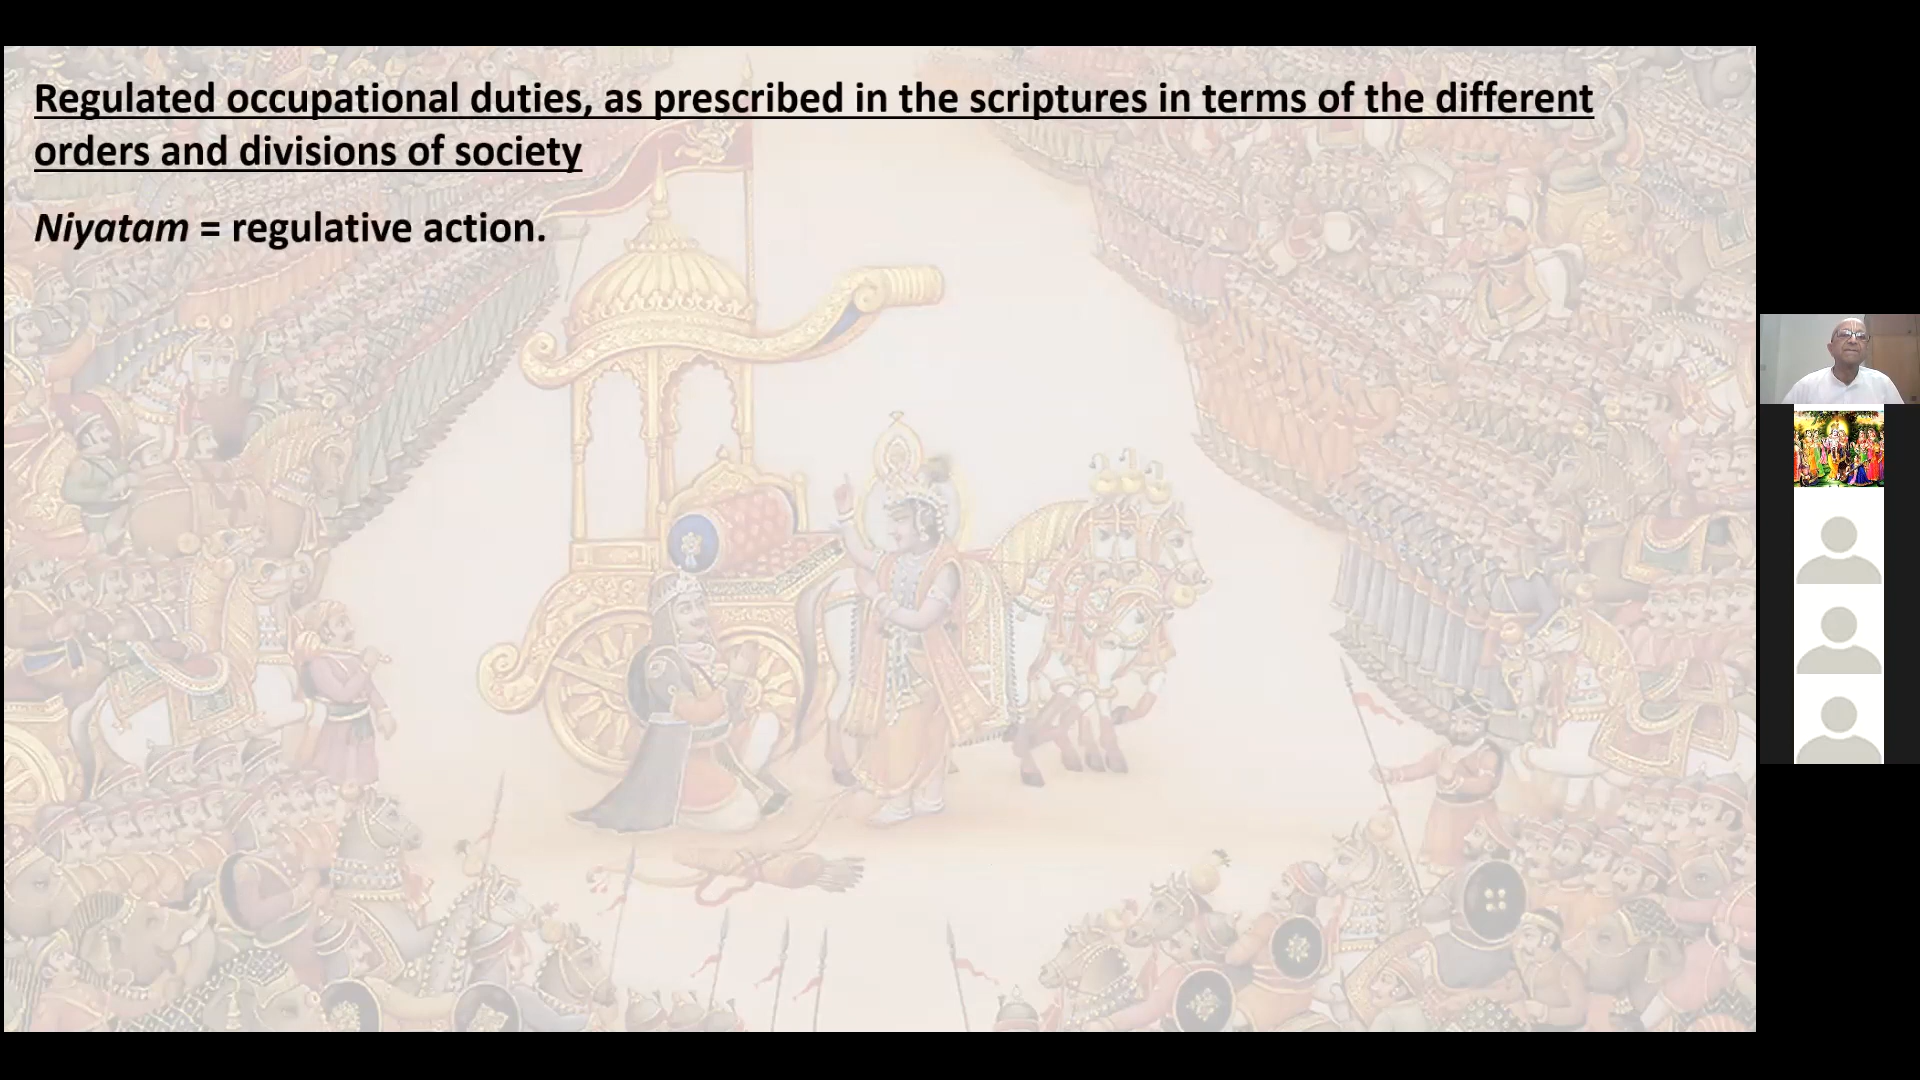 Regulated occupational duties, as prescribed in the scriptures in terms of the different
orders and divisions of society
Niyatam = regulative action.